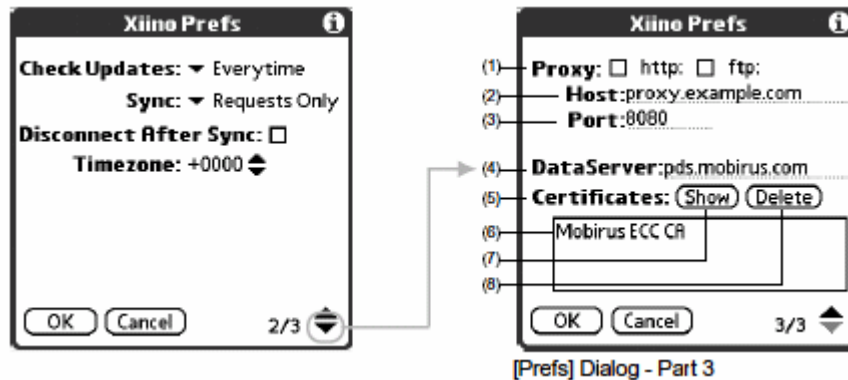 Xiino Prefs
Check Updates: Everytime
Sync: Requests Only
Disconnect After Sync:
Timezone: +0000
OK Cancel 2/3
Xiino Prefs
(1) Proxy: http: ftp:
(2) Host:proxy.example.com
(3) Port:8080
(4) DataServer:pds.mobirus.com
(5) Certificates: Show Delete
(6) Mobirus ECC CA
(7)
(8)
OK Cancel 3/3
[Prefs] Dialog - Part 3